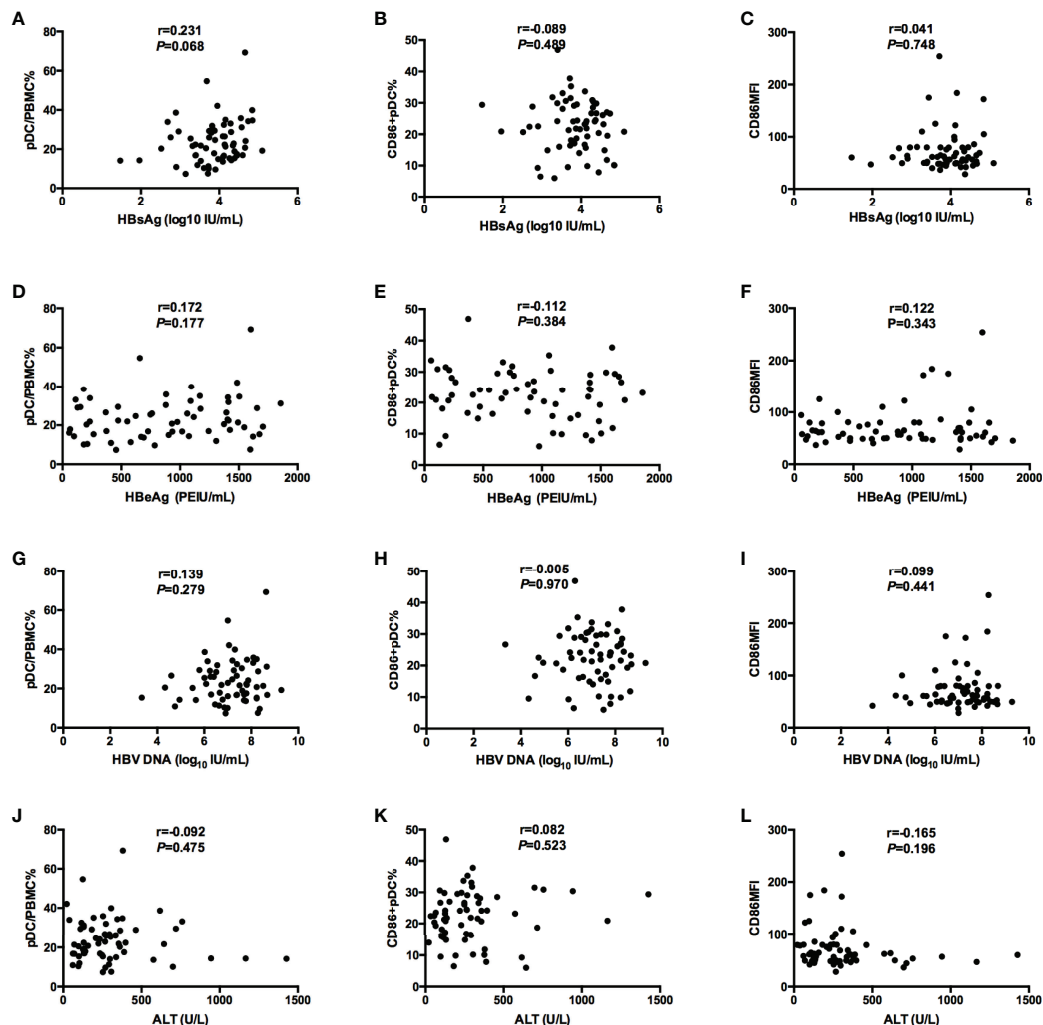 A
r=0.231
P=0.068
pDC/PBMC%
80
60
40
20
0
0 2 4 6
HBsAg (log10 IU/mL)
B
r=-0.089
P=0.489
CD86+pDC%
50
40
30
20
10
0
0 2 4 6
HBsAg (log10 IU/mL)
C
r=0.041
P=0.748
CD86MFI
300
200
100
0
0 2 4 6
HBsAg (log10 IU/mL)
D
r=0.172
P=0.177
pDC/PBMC%
80
60
40
20
0
0 500 1000 1500 2000
HBeAg (PEIU/mL)
E
r=-0.112
P=0.384
CD86+pDC%
50
40
30
20
10
0
0 500 1000 1500 2000
HBeAg (PEIU/mL)
F
r=0.122
P=0.343
CD86MFI
300
200
100
0
0 500 1000 1500 2000
HBeAg (PEIU/mL)
G
r=0.139
P=0.279
pDC/PBMC%
80
60
40
20
0
0 2 4 6 8 10
HBV DNA (log10 IU/mL)
H
r=-0.005
P=0.970
CD86+pDC%
50
40
30
20
10
0
0 2 4 6 8 10
HBV DNA (log10 IU/mL)
I
r=0.099
P=0.441
CD86MFI
300
200
100
0
0 2 4 6 8 10
HBV DNA (log10 IU/mL)
J
r=-0.092
P=0.475
pDC/PBMC%
80
60
40
20
0
0 500 1000 1500
ALT (U/L)
K
r=0.082
P=0.523
CD86+pDC%
50
40
30
20
10
0
0 500 1000 1500
ALT (U/L)
L
r=-0.165
P=0.196
CD86MFI
300
200
100
0
0 500 1000 1500
ALT (U/L)